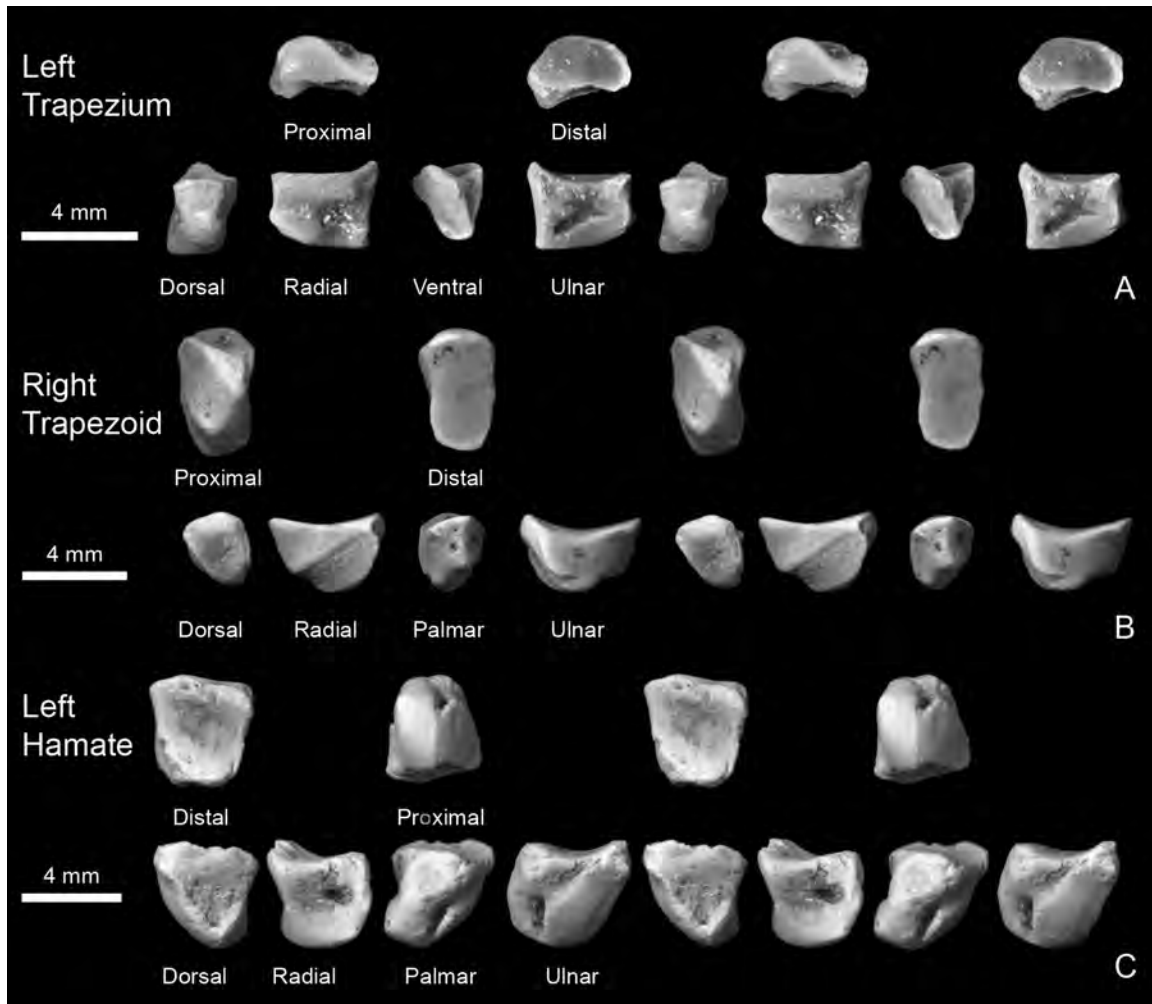 Left
Trapezium
Proximal
Distal
4 mm
Dorsal
Radial
Ventral
Ulnar
A
Right
Trapezoid
Proximal
Distal
4 mm
Dorsal
Radial
Palmar
Ulnar
B
Left
Hamate
Distal
Proximal
4 mm
Dorsal
Radial
Palmar
Ulnar
C